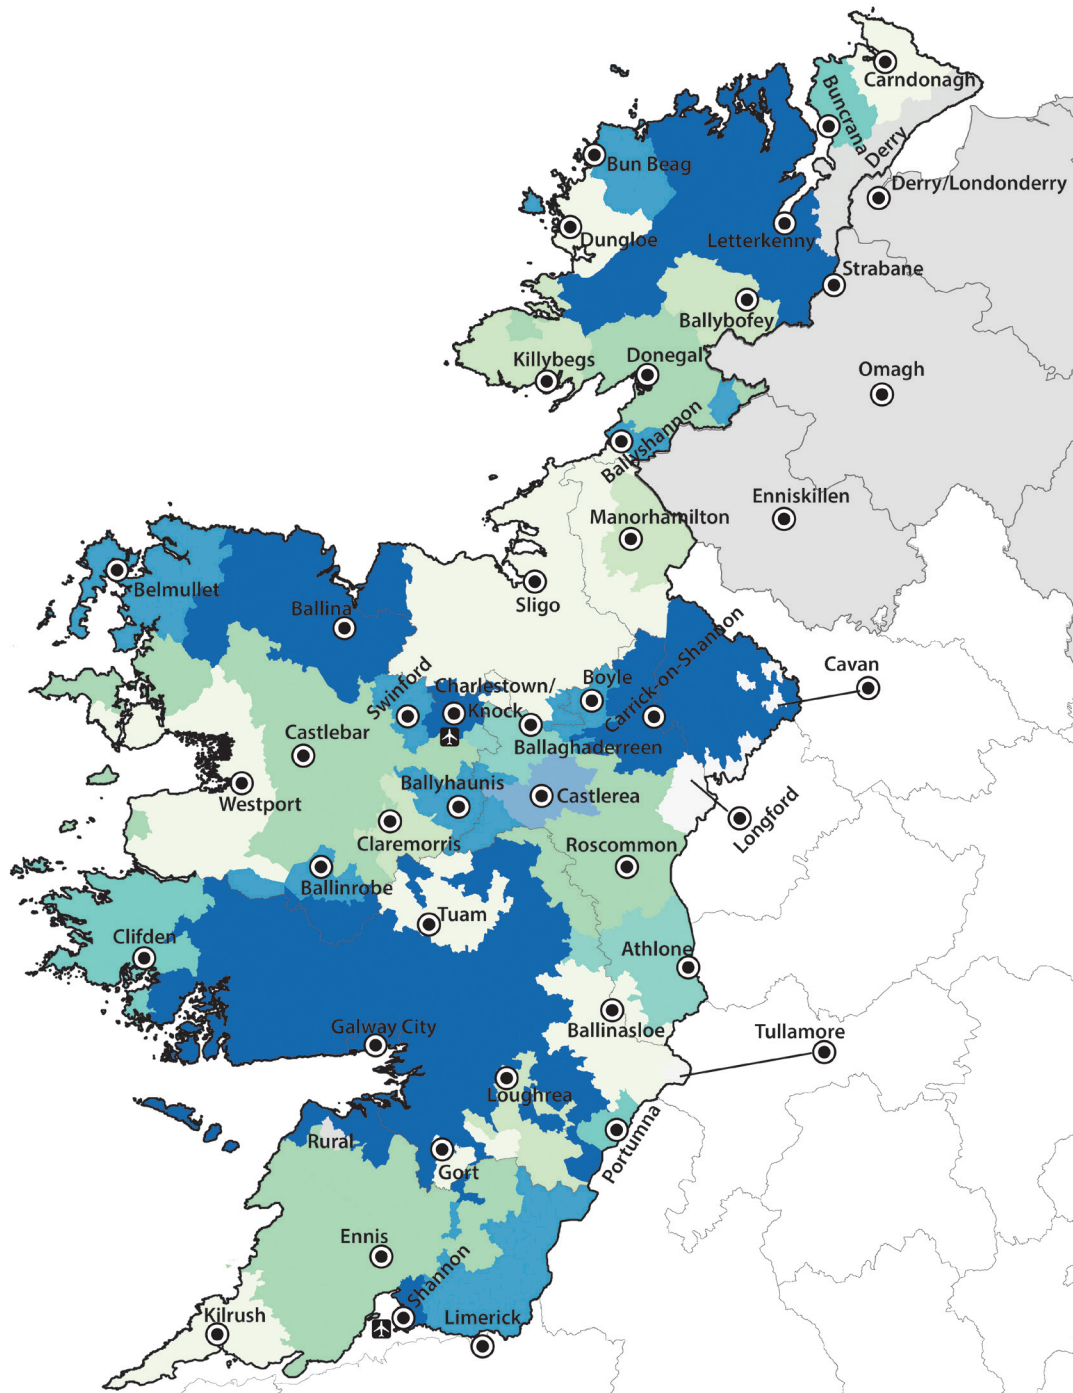 Carndonagh
Buncrana
Derry
Bun Beag
Derry/Londonderry
Dungloe
Letterkenny
Strabane
Ballybofey
Killybegs
Donegal
Omagh
Ballyshannon
Enniskillen
Manorhamilton
Belmullet
Ballina
Sligo
Swinford
Charlestown/
Knock
Boyle
Carrick-on-Shannon
Cavan
Castlebar
Ballaghaderreen
Westport
Ballyhaunis
Castlerea
Longford
Claremorris
Roscommon
Ballinrobe
Tuam
Clifden
Athlone
Galway City
Ballinasloe
Tullamore
Loughrea
Rural
Gort
Portumna
Ennis
Shannon
Kilrush
Limerick